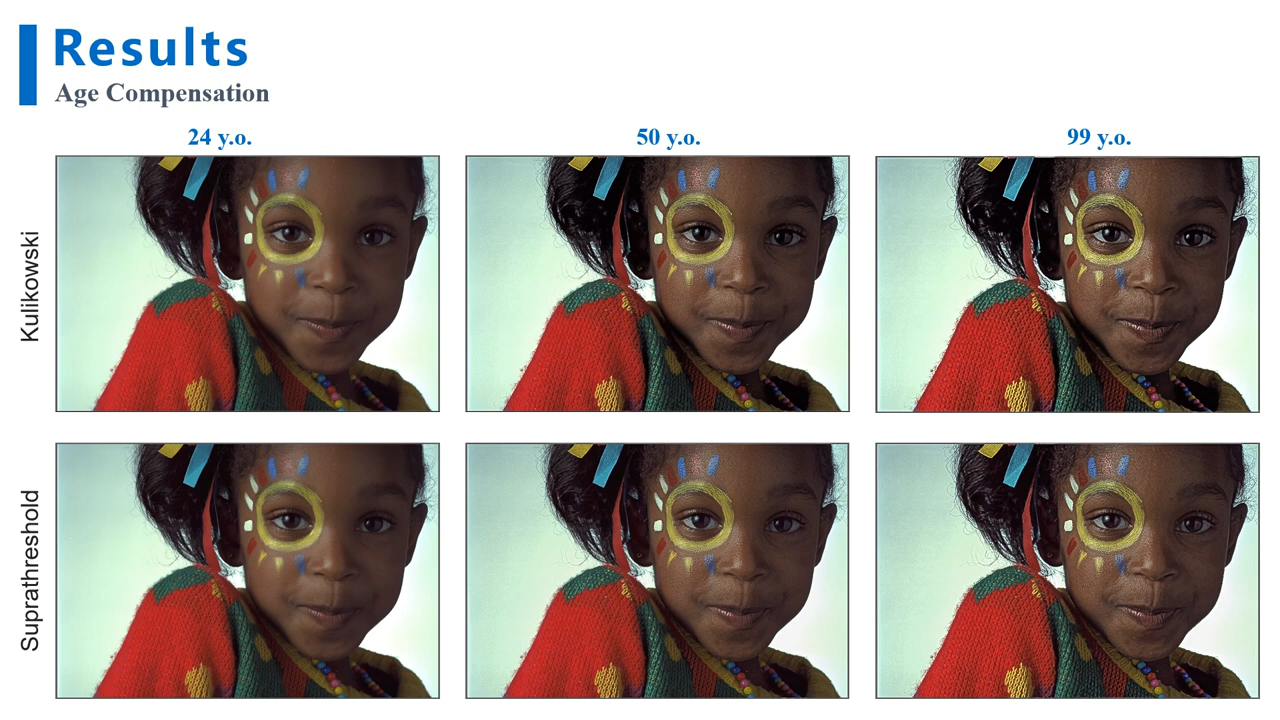 Results
Age Compensation
24 y.o.
50 y.o.
99 y.o.
Kulikowski
Suprathreshold